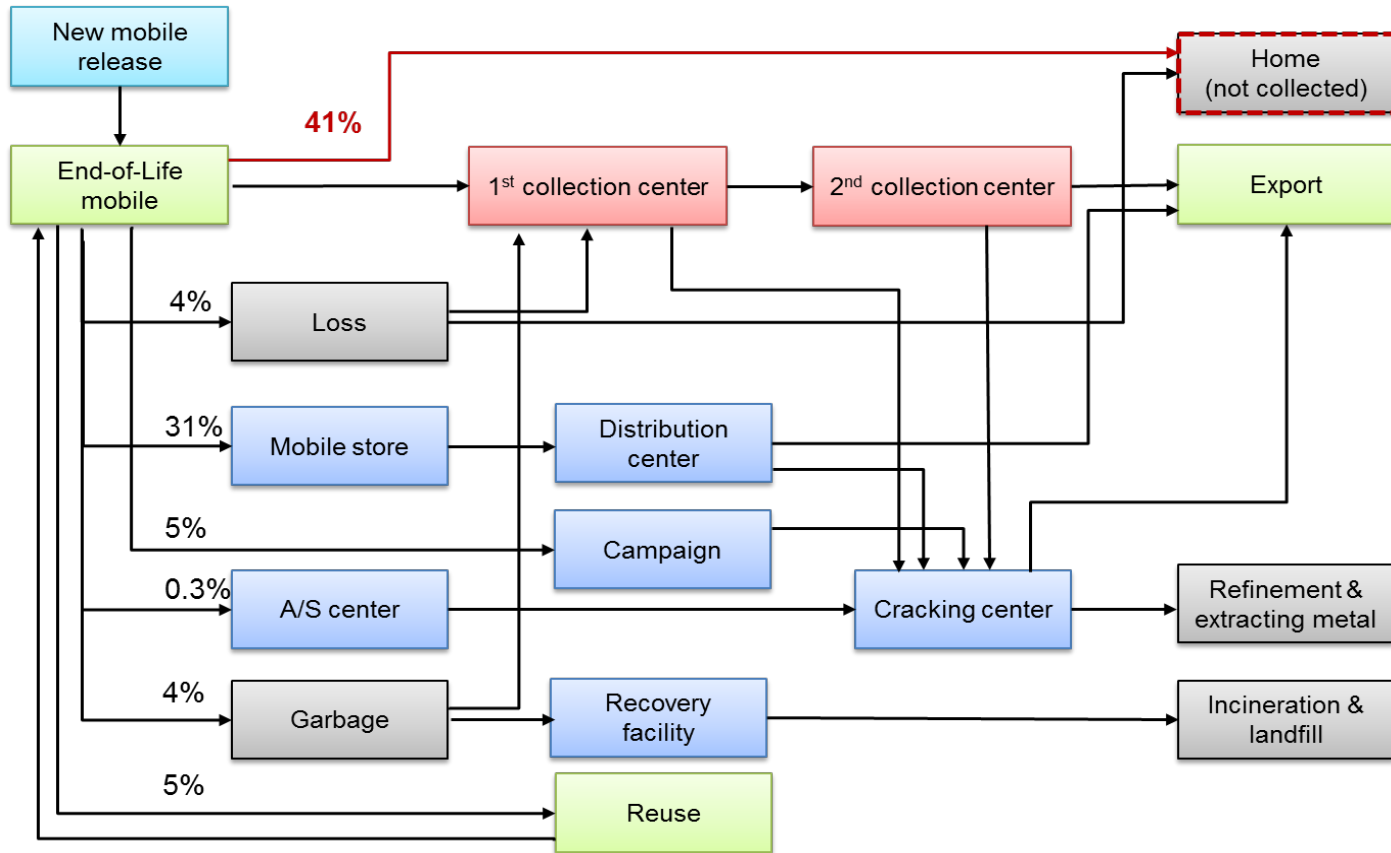 New mobile
release
Home
(not collected)
41%
End-of-Life
mobile
1st collection center
2nd collection center
Export
4%
Loss
31%
Mobile store
Distribution
center
5%
Campaign
0.3%
A/S center
Cracking center
Refinement &
extracting metal
4%
Garbage
Recovery
facility
Incineration &
landfill
5%
Reuse